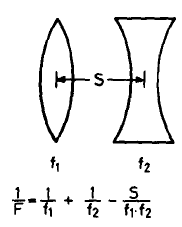 S
f₁ f₂
1/F = 1/f₁ + 1/f₂ - S/f₁·f₂